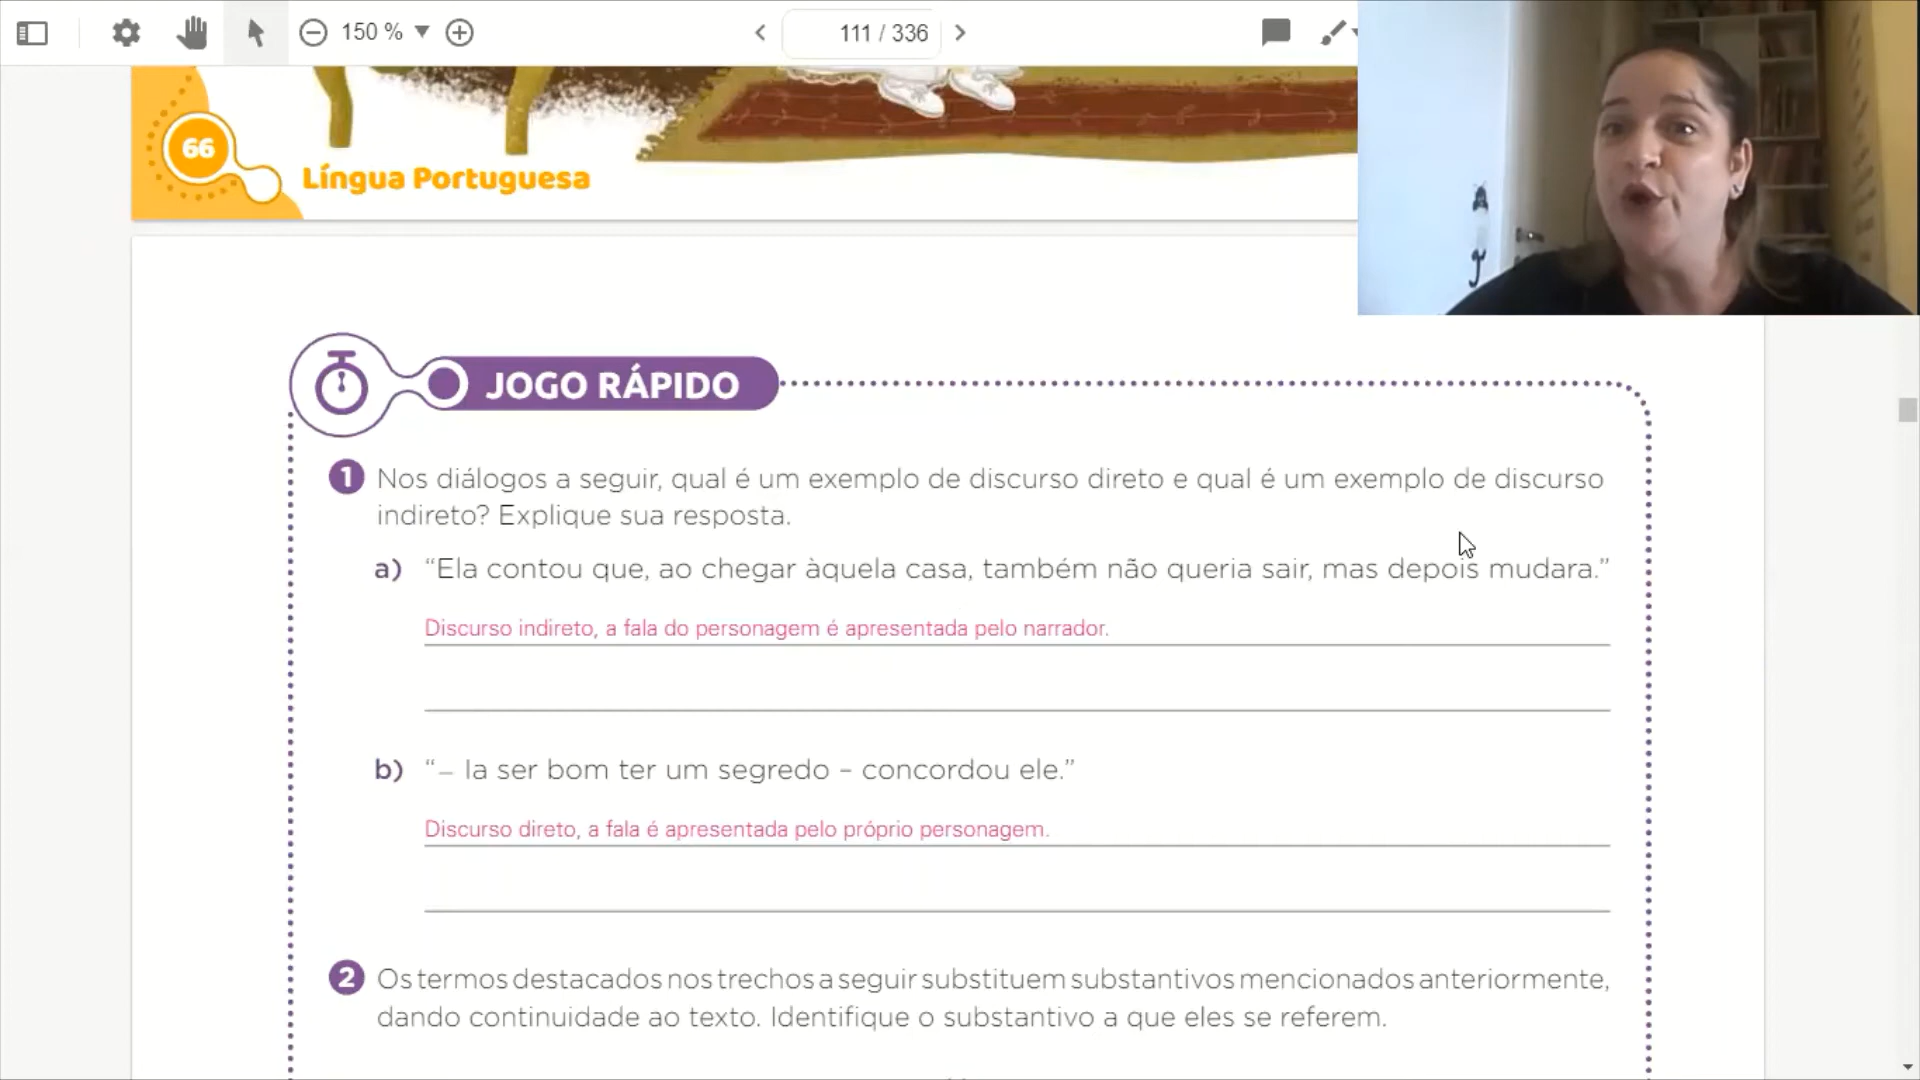 150 %
111 / 336
66
Língua Portuguesa
JOGO RÁPIDO
1 Nos diálogos a seguir, qual é um exemplo de discurso direto e qual é um exemplo de discurso
indireto? Explique sua resposta.
a) “Ela contou que, ao chegar àquela casa, também não queria sair, mas depois mudara.”
Discurso indireto, a fala do personagem é apresentada pelo narrador.
b) “– Ia ser bom ter um segredo – concordou ele.”
Discurso direto, a fala é apresentada pelo próprio personagem.
2 Os termos destacados nos trechos a seguir substituem substantivos mencionados anteriormente,
dando continuidade ao texto. Identifique o substantivo a que eles se referem.